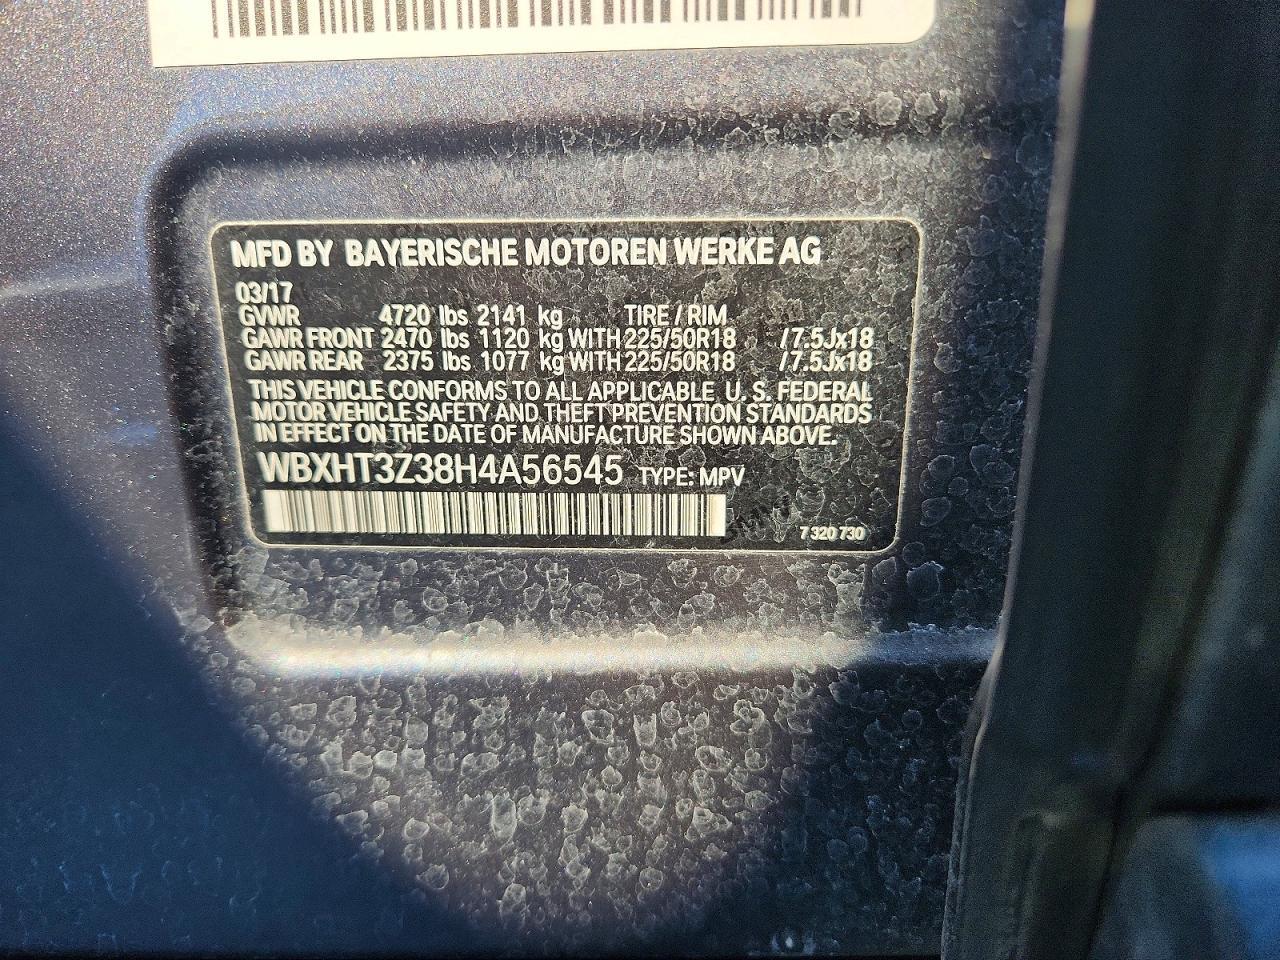 MFD BY BAYERISCHE MOTOREN WERKE AG
03/17
GVWR 4720 lbs 2141 kg TIRE / RIM
GAWR FRONT 2470 lbs 1120 kg WITH 225/50R18 /7.5Jx18
GAWR REAR 2375 lbs 1077 kg WITH 225/50R18 /7.5Jx18
THIS VEHICLE CONFORMS TO ALL APPLICABLE U. S. FEDERAL
MOTOR VEHICLE SAFETY AND THEFT PREVENTION STANDARDS
IN EFFECT ON THE DATE OF MANUFACTURE SHOWN ABOVE.
WBXHT3Z38H4A56545 TYPE: MPV
7 320 730